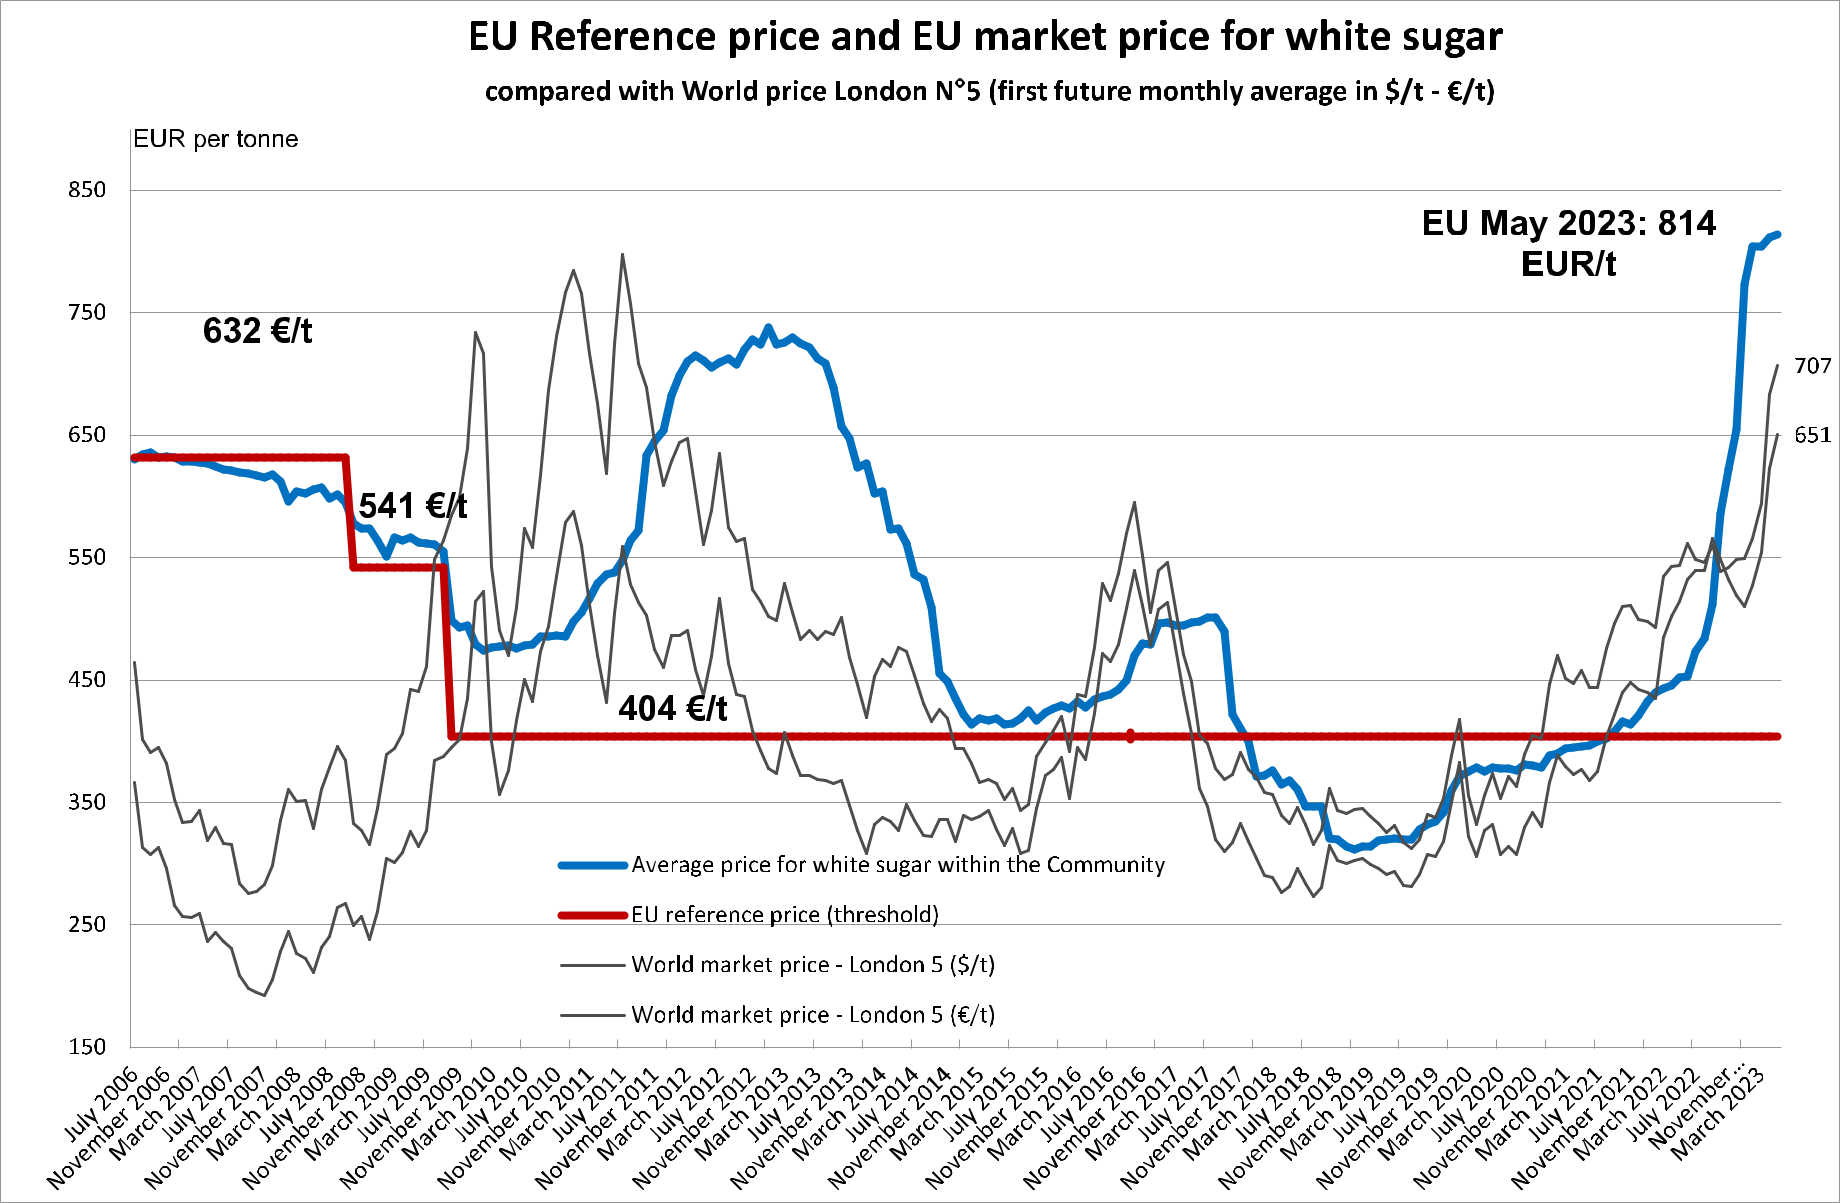 EU Reference price and EU market price for white sugar
compared with World price London N°5 (first future monthly average in $/t - €/t)
EUR per tonne
850
750
650
550
450
350
250
150
632 €/t
541 €/t
404 €/t
EU May 2023: 814
EUR/t
707
651
Average price for white sugar within the Community
EU reference price (threshold)
World market price - London 5 ($/t)
World market price - London 5 (€/t)
July 2006
November 2006
March 2007
July 2007
November 2007
March 2008
July 2008
November 2008
March 2009
July 2009
November 2009
March 2010
July 2010
November 2010
March 2011
July 2011
November 2011
March 2012
July 2012
November 2012
March 2013
July 2013
November 2013
March 2014
July 2014
November 2014
March 2015
July 2015
November 2015
March 2016
July 2016
November 2016
March 2017
July 2017
November 2017
March 2018
July 2018
November 2018
March 2019
July 2019
November 2019
March 2020
July 2020
November 2020
March 2021
July 2021
November 2021
March 2022
July 2022
November...
March 2023